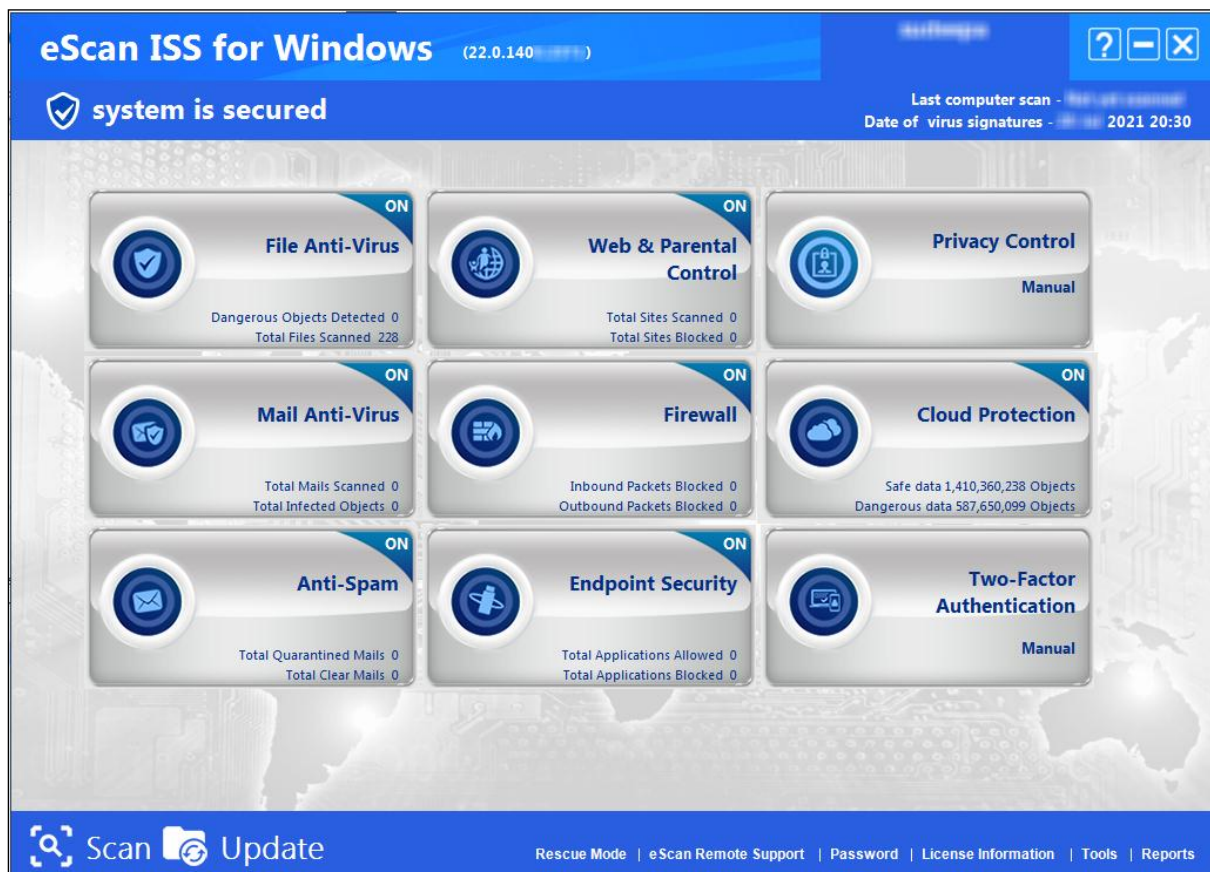 eScan ISS for Windows (22.0.140 )
system is secured
Last computer scan -
Date of virus signatures - 2021 20:30
ON
File Anti-Virus
Dangerous Objects Detected 0
Total Files Scanned 228
ON
Web & Parental
Control
Total Sites Scanned 0
Total Sites Blocked 0
Privacy Control
Manual
ON
Mail Anti-Virus
Total Mails Scanned 0
Total Infected Objects 0
ON
Firewall
Inbound Packets Blocked 0
Outbound Packets Blocked 0
ON
Cloud Protection
Safe data 1,410,360,238 Objects
Dangerous data 587,650,099 Objects
ON
Anti-Spam
Total Quarantined Mails 0
Total Clear Mails 0
ON
Endpoint Security
Total Applications Allowed 0
Total Applications Blocked 0
Two-Factor
Authentication
Manual
Scan Update
Rescue Mode | eScan Remote Support | Password | License Information | Tools | Reports